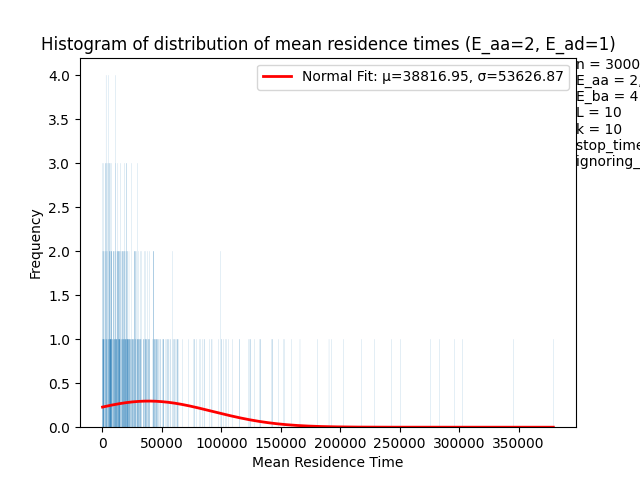 Histogram of distribution of mean residence times (E_aa=2, E_ad=1)
n = 3000
E_aa = 2,
E_ba = 4
L = 10
k = 10
stop_time
ignoring_
Normal Fit: μ=38816.95, σ=53626.87
Frequency
4.0
3.5
3.0
2.5
2.0
1.5
1.0
0.5
0.0
0 50000 100000 150000 200000 250000 300000 350000
Mean Residence Time